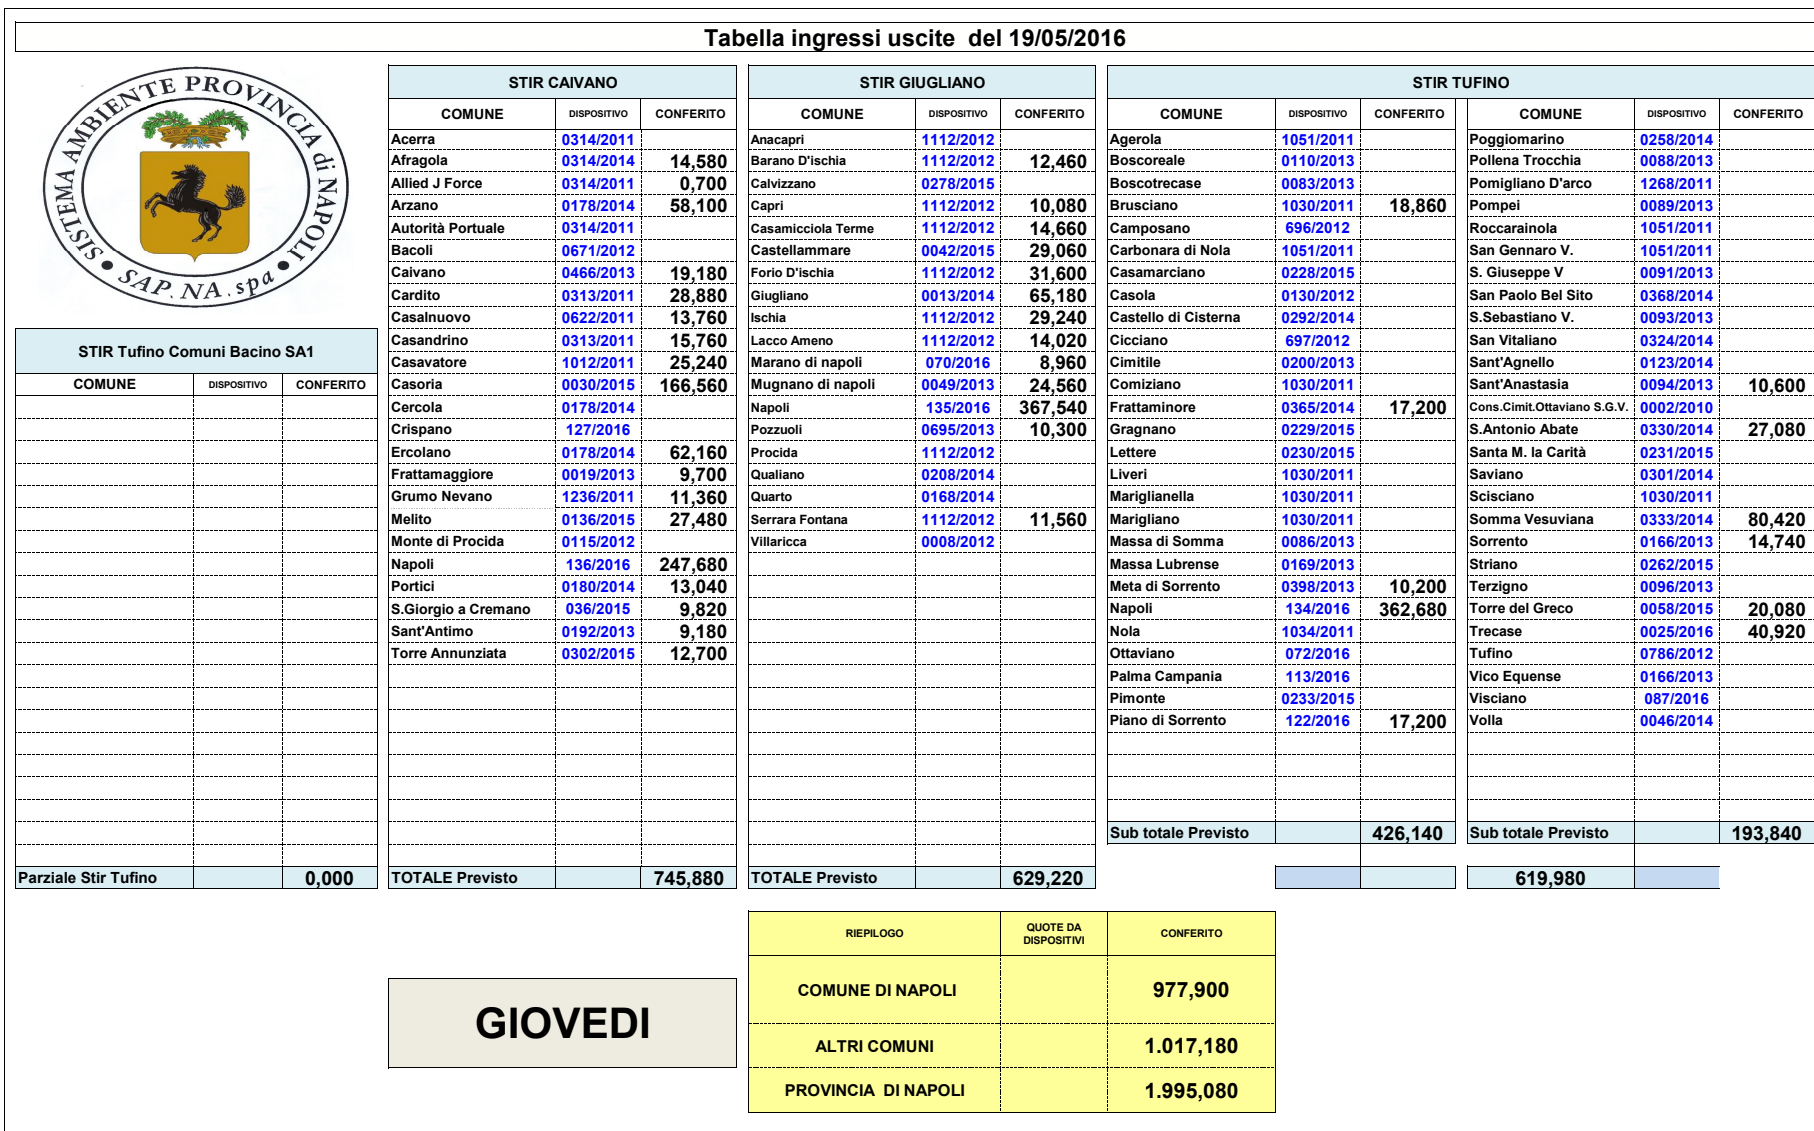 Tabella ingressi uscite del 19/05/2016
SISTEMA AMBIENTE PROVINCIA di NAPOLI
SAP.NA.spa
STIR Tufino Comuni Bacino SA1
COMUNE DISPOSITIVO CONFERITO
Parziale Stir Tufino 0,000
STIR CAIVANO
COMUNE DISPOSITIVO CONFERITO
Acerra 0314/2011
Afragola 0314/2014 14,580
Allied J Force 0314/2011 0,700
Arzano 0178/2014 58,100
Autorità Portuale 0314/2011
Bacoli 0671/2012
Caivano 0466/2013 19,180
Cardito 0313/2011 28,880
Casalnuovo 0622/2011 13,760
Casandrino 0313/2011 15,760
Casavatore 1012/2011 25,240
Casoria 0030/2015 166,560
Cercola 0178/2014
Crispano 127/2016
Ercolano 0178/2014 62,160
Frattamaggiore 0019/2013 9,700
Grumo Nevano 1236/2011 11,360
Melito 0136/2015 27,480
Monte di Procida 0115/2012
Napoli 136/2016 247,680
Portici 0180/2014 13,040
S.Giorgio a Cremano 036/2015 9,820
Sant'Antimo 0192/2013 9,180
Torre Annunziata 0302/2015 12,700
TOTALE Previsto 745,880
STIR GIUGLIANO
COMUNE DISPOSITIVO CONFERITO
Anacapri 1112/2012
Barano D'ischia 1112/2012 12,460
Calvizzano 0278/2015
Capri 1112/2012 10,080
Casamicciola Terme 1112/2012 14,660
Castellammare 0042/2015 29,060
Forio D'ischia 1112/2012 31,600
Giugliano 0013/2014 65,180
Ischia 1112/2012 29,240
Lacco Ameno 1112/2012 14,020
Marano di napoli 070/2016 8,960
Mugnano di napoli 0049/2013 24,560
Napoli 135/2016 367,540
Pozzuoli 0695/2013 10,300
Procida 1112/2012
Qualiano 0208/2014
Quarto 0168/2014
Serrara Fontana 1112/2012 11,560
Villaricca 0008/2012
TOTALE Previsto 629,220
STIR TUFINO
COMUNE DISPOSITIVO CONFERITO
Agerola 1051/2011
Boscoreale 0110/2013
Boscotrecase 0083/2013
Brusciano 1030/2011 18,860
Camposano 696/2012
Carbonara di Nola 1051/2011
Casamarciano 0228/2015
Casola 0130/2012
Castello di Cisterna 0292/2014
Cicciano 697/2012
Cimitile 0200/2013
Comiziano 1030/2011
Frattaminore 0365/2014 17,200
Gragnano 0229/2015
Lettere 0230/2015
Liveri 1030/2011
Mariglianella 1030/2011
Marigliano 1030/2011
Massa di Somma 0086/2013
Massa Lubrense 0169/2013
Meta di Sorrento 0398/2013 10,200
Napoli 134/2016 362,680
Nola 1034/2011
Ottaviano 072/2016
Palma Campania 113/2016
Pimonte 0233/2015
Piano di Sorrento 122/2016 17,200
Sub totale Previsto 426,140
COMUNE DISPOSITIVO CONFERITO
Poggiomarino 0258/2014
Pollena Trocchia 0088/2013
Pomigliano D'arco 1268/2011
Pompei 0089/2013
Roccarainola 1051/2011
San Gennaro V. 1051/2011
S. Giuseppe V 0091/2013
San Paolo Bel Sito 0368/2014
S.Sebastiano V. 0093/2013
San Vitaliano 0324/2014
Sant'Agnello 0123/2014
Sant'Anastasia 0094/2013 10,600
Cons.Cimit.Ottaviano S.G.V. 0002/2010
S.Antonio Abate 0330/2014 27,080
Santa M. la Carità 0231/2015
Saviano 0301/2014
Scisciano 1030/2011
Somma Vesuviana 0333/2014 80,420
Sorrento 0166/2013 14,740
Striano 0262/2015
Terzigno 0096/2013
Torre del Greco 0058/2015 20,080
Trecase 0025/2016 40,920
Tufino 0786/2012
Vico Equense 0166/2013
Visciano 087/2016
Volla 0046/2014
Sub totale Previsto 193,840
619,980
GIOVEDI
RIEPILOGO QUOTE DA DISPOSITIVI CONFERITO
COMUNE DI NAPOLI 977,900
ALTRI COMUNI 1.017,180
PROVINCIA DI NAPOLI 1.995,080